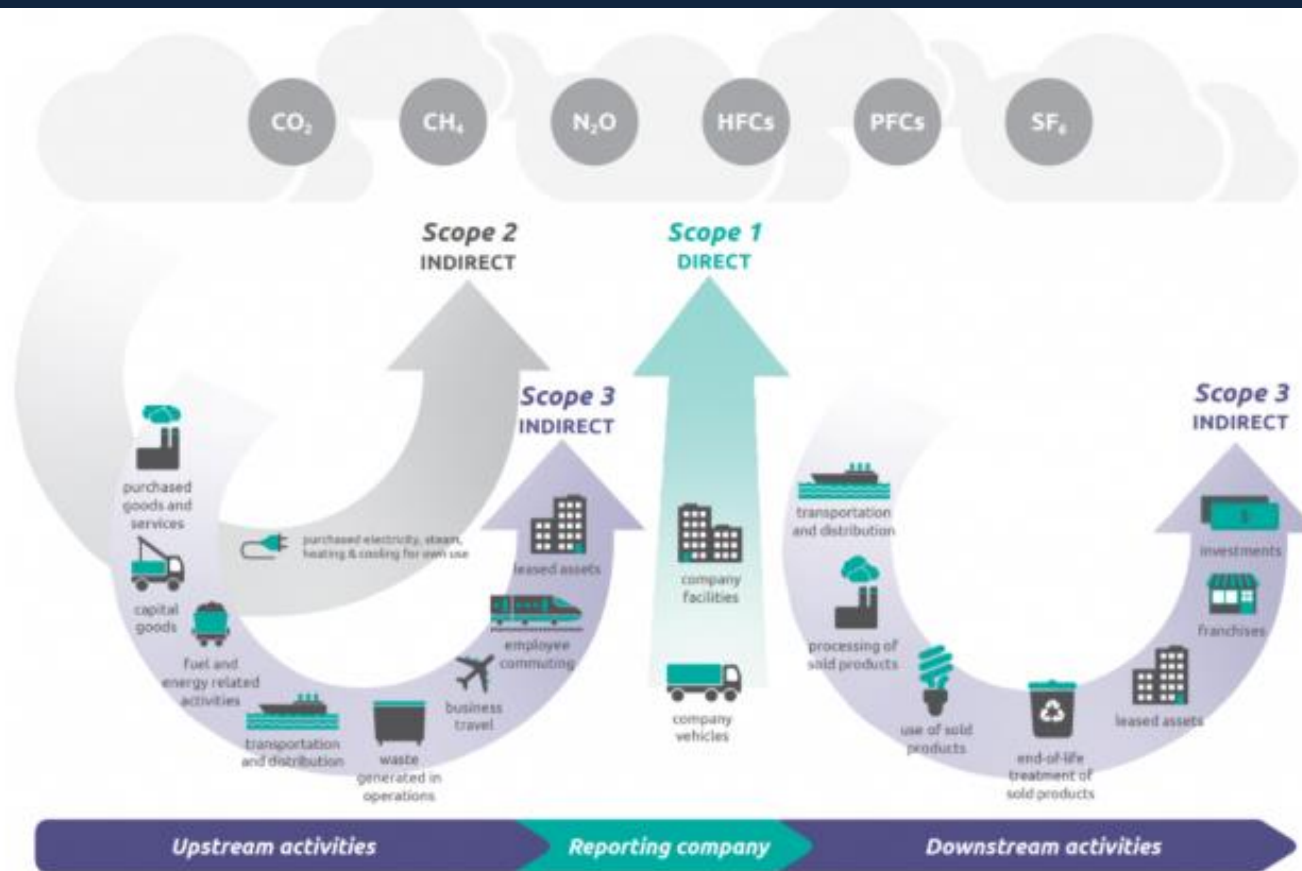 CO₂
CH₄
N₂O
HFCs
PFCs
SF₆
Scope 2
INDIRECT
Scope 1
DIRECT
Scope 3
INDIRECT
Scope 3
INDIRECT
purchased
goods and
services
capital
goods
fuel and
energy related
activities
transportation
and distribution
waste
generated in
operations
business
travel
employee
commuting
leased assets
purchased electricity, steam,
heating & cooling for own use
company
facilities
company
vehicles
transportation
and distribution
processing of
sold products
use of sold
products
end-of-life
treatment of
sold products
leased assets
franchises
investments
$
Upstream activities
Reporting company
Downstream activities